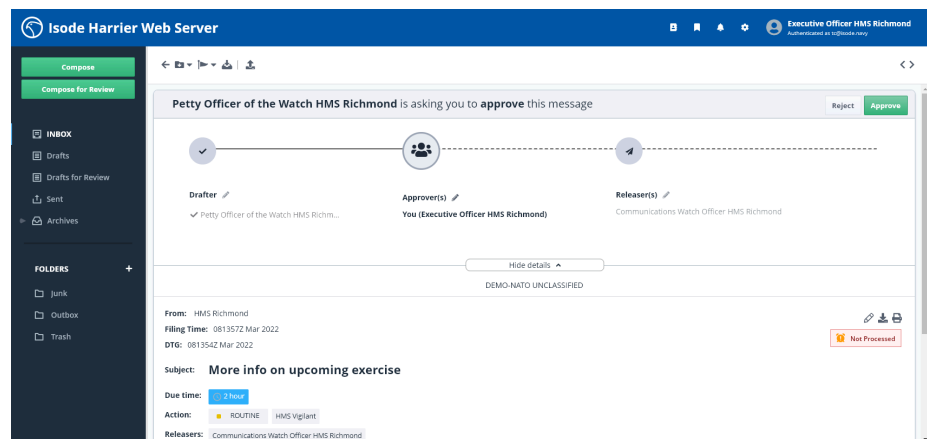 Isode Harrier Web Server
Executive Officer HMS Richmond
Authenticated as tc@isode.navy
Compose
Compose for Review
INBOX
Drafts
Drafts for Review
Sent
Archives
FOLDERS +
Junk
Outbox
Trash
Petty Officer of the Watch HMS Richmond is asking you to approve this message
Reject
Approve
Drafter
Petty Officer of the Watch HMS Richm...
Approver(s)
You (Executive Officer HMS Richmond)
Releaser(s)
Communications Watch Officer HMS Richmond
Hide details
DEMO-NATO UNCLASSIFIED
From: HMS Richmond
Filing Time: 081357Z Mar 2022
DTG: 081354Z Mar 2022
Not Processed
Subject: More info on upcoming exercise
Due time: 2 hour
Action: ROUTINE HMS Vigilant
Releasers: Communications Watch Officer HMS Richmond